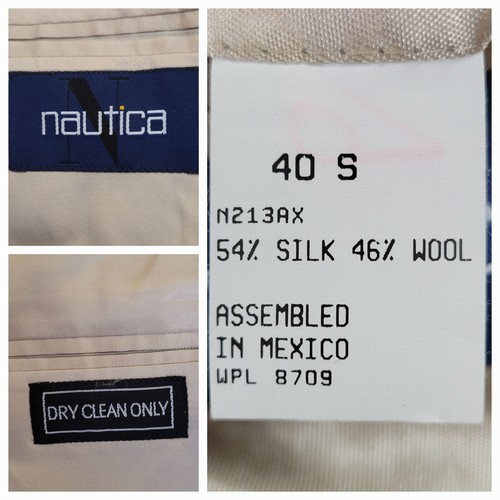 nautica
DRY CLEAN ONLY
40 S
N213AX
54% SILK 46% WOOL
ASSEMBLED
IN MEXICO
WPL 8709